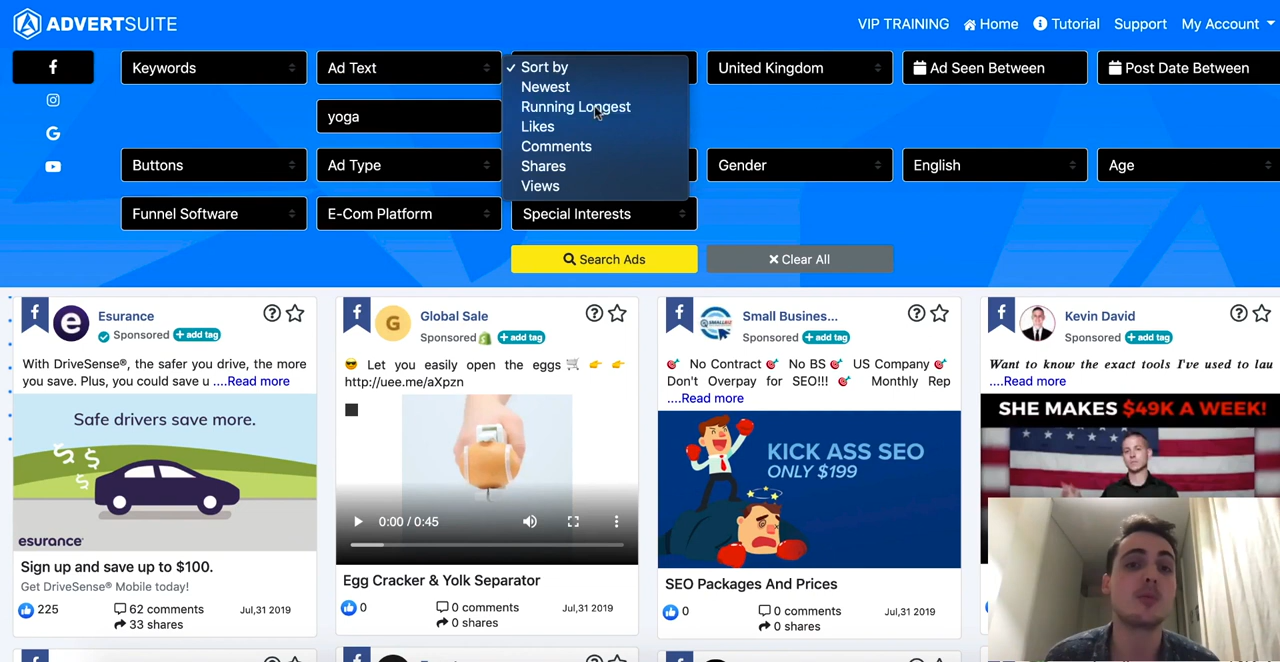 ADVERTSUITE
VIP TRAINING Home Tutorial Support My Account
Keywords Ad Text Sort by United Kingdom Ad Seen Between Post Date Between
Newest
Running Longest
Likes
Comments
Shares
Views
yoga
Buttons Ad Type Gender English Age
Funnel Software E-Com Platform Special Interests
Search Ads Clear All
Esurance
Sponsored + add tag
With DriveSense®, the safer you drive, the more
you save. Plus, you could save u ....Read more
Safe drivers save more.
esurance
Sign up and save up to $100.
Get DriveSense® Mobile today!
225 62 comments Jul,31 2019
33 shares
G
Global Sale
Sponsored + add tag
😎 Let you easily open the eggs 🛒 👉 👉
http://uee.me/aXpzn
0:00 / 0:45
Egg Cracker & Yolk Separator
0 0 comments Jul,31 2019
0 shares
Small Busines...
Sponsored + add tag
🎯 No Contract 🎯 No BS 🎯 US Company 🎯
Don't Overpay for SEO!!! 🎯 Monthly Rep
....Read more
KICK ASS SEO
ONLY $199
SEO Packages And Prices
0 0 comments Jul,31 2019
0 shares
Kevin David
Sponsored + add tag
Want to know the exact tools I've used to lau
....Read more
SHE MAKES $49K A WEEK!